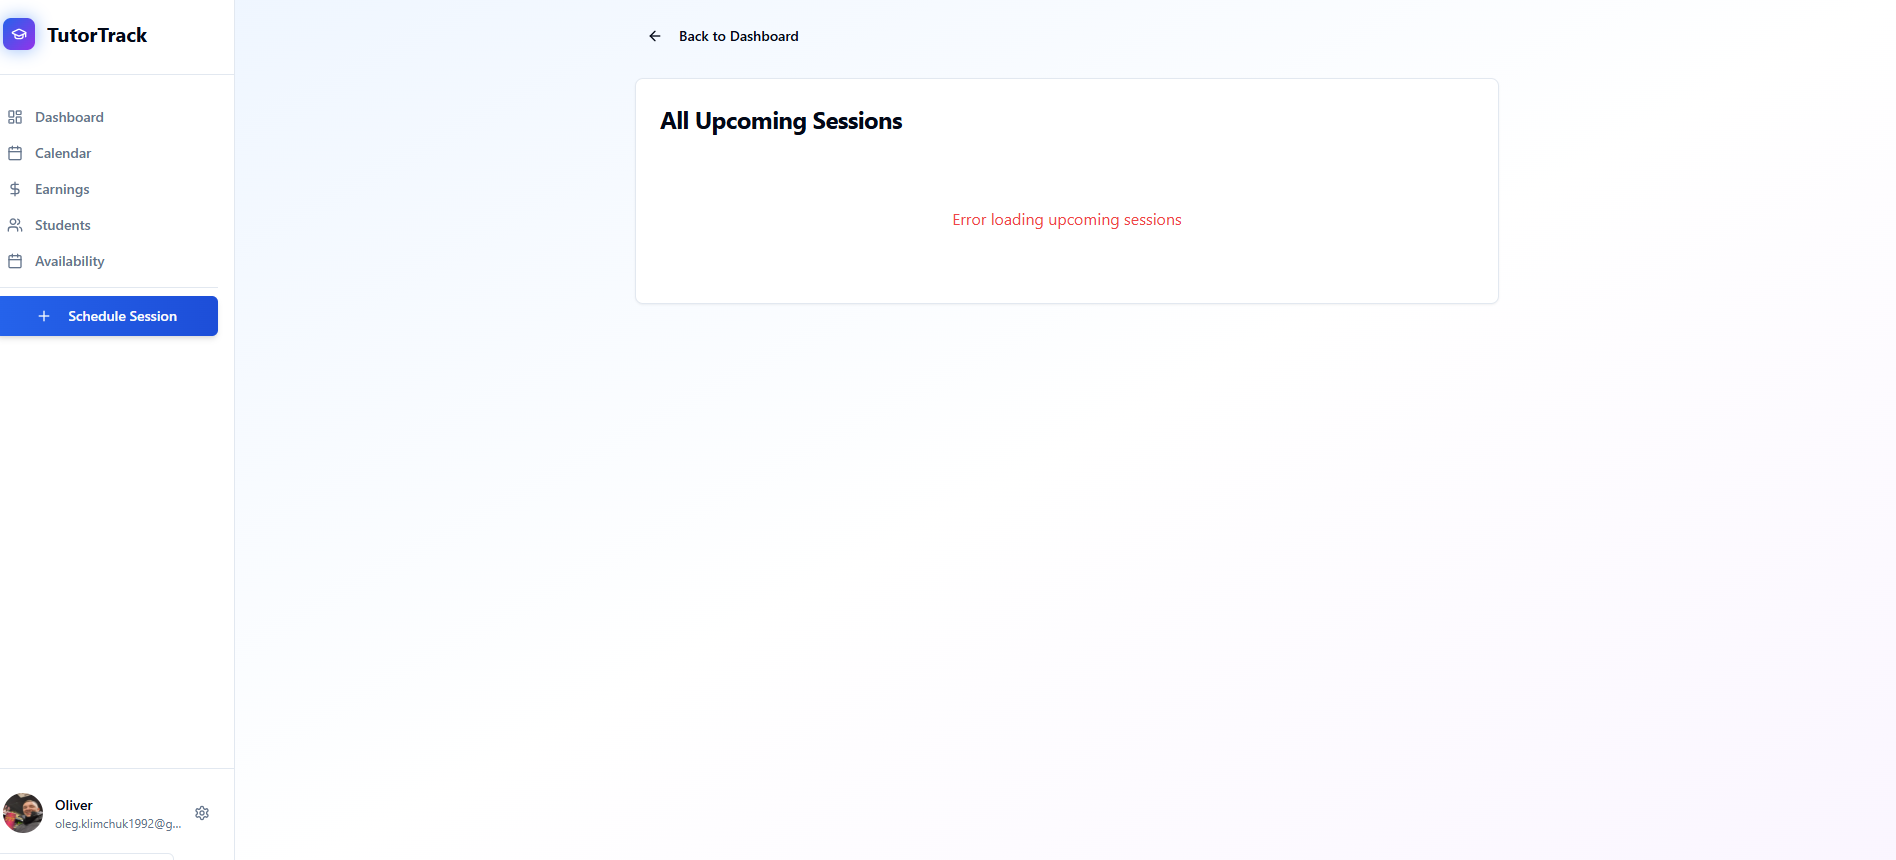 TutorTrack
Dashboard
Calendar
Earnings
Students
Availability
Schedule Session
Oliver
oleg.klimchuk1992@g...
Back to Dashboard
All Upcoming Sessions
Error loading upcoming sessions